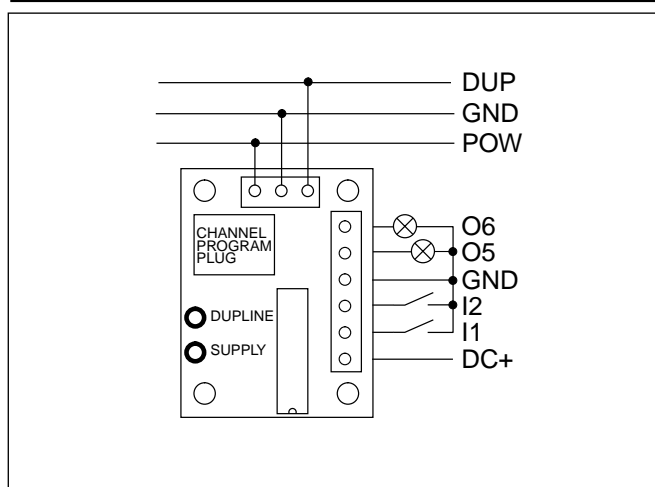 DUP
GND
POW
CHANNEL
PROGRAM
PLUG
DUPLINE
SUPPLY
O6
O5
GND
I2
I1
DC+